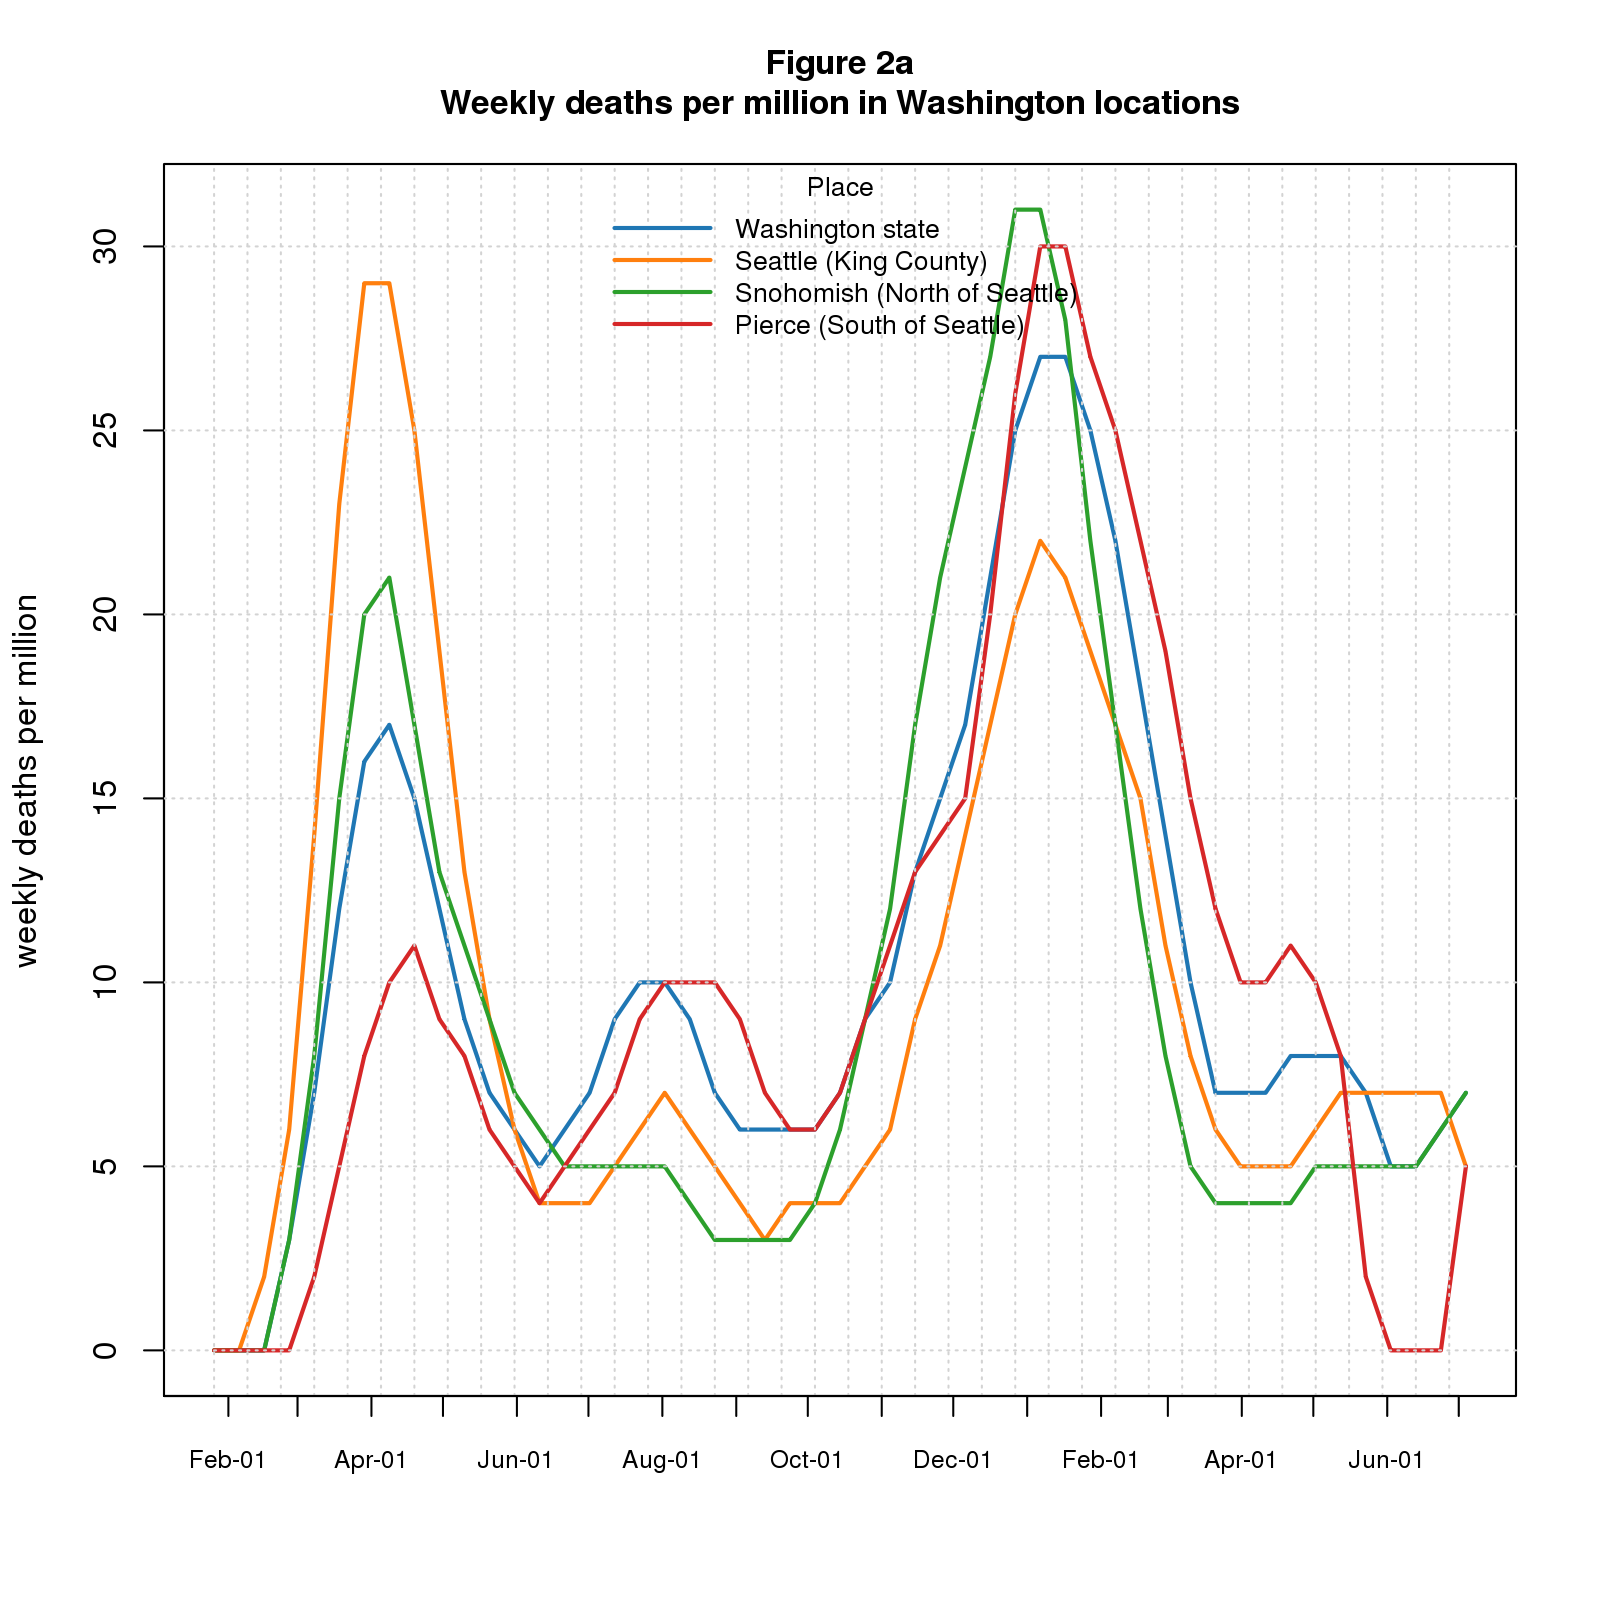 Figure 2a
Weekly deaths per million in Washington locations
Place
Washington state
Seattle (King County)
Snohomish (North of Seattle)
Pierce (South of Seattle)
weekly deaths per million
30
25
20
15
10
5
0
Feb-01 Apr-01 Jun-01 Aug-01 Oct-01 Dec-01 Feb-01 Apr-01 Jun-01